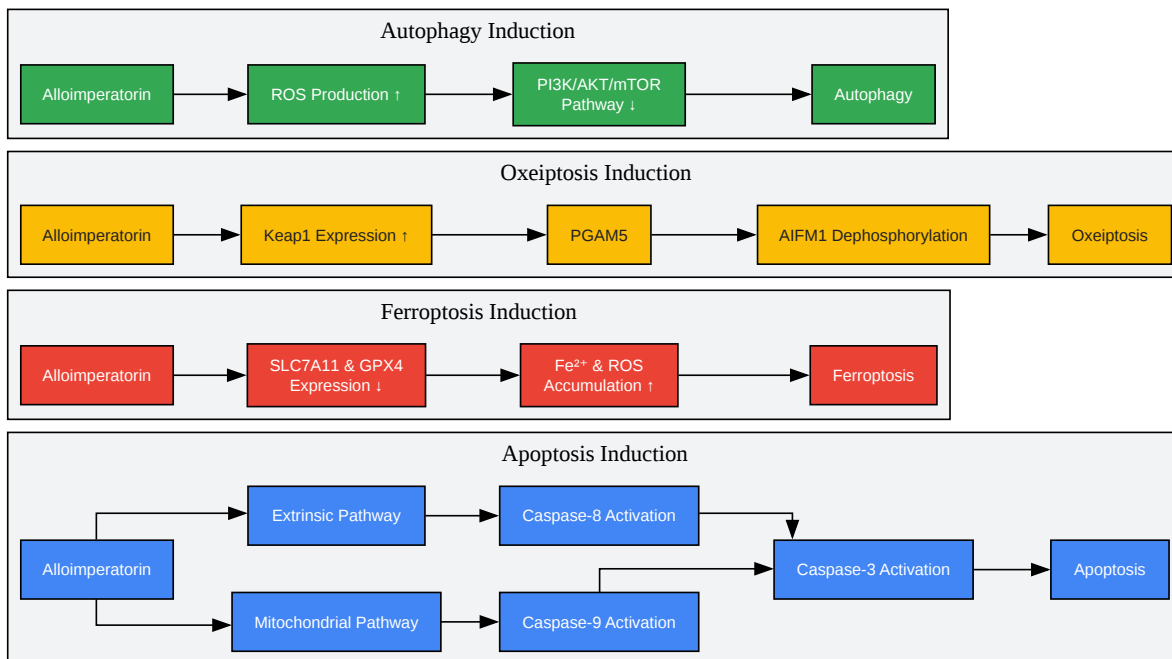 Autophagy Induction
Alloimperatorin
ROS Production ↑
PI3K/AKT/mTOR
Pathway ↓
Autophagy
Oxeiptosis Induction
Alloimperatorin
Keap1 Expression ↑
PGAM5
AIFM1 Dephosphorylation
Oxeiptosis
Ferroptosis Induction
Alloimperatorin
SLC7A11 & GPX4
Expression ↓
Fe²⁺ & ROS
Accumulation ↑
Ferroptosis
Apoptosis Induction
Alloimperatorin
Extrinsic Pathway
Caspase-8 Activation
Mitochondrial Pathway
Caspase-9 Activation
Caspase-3 Activation
Apoptosis